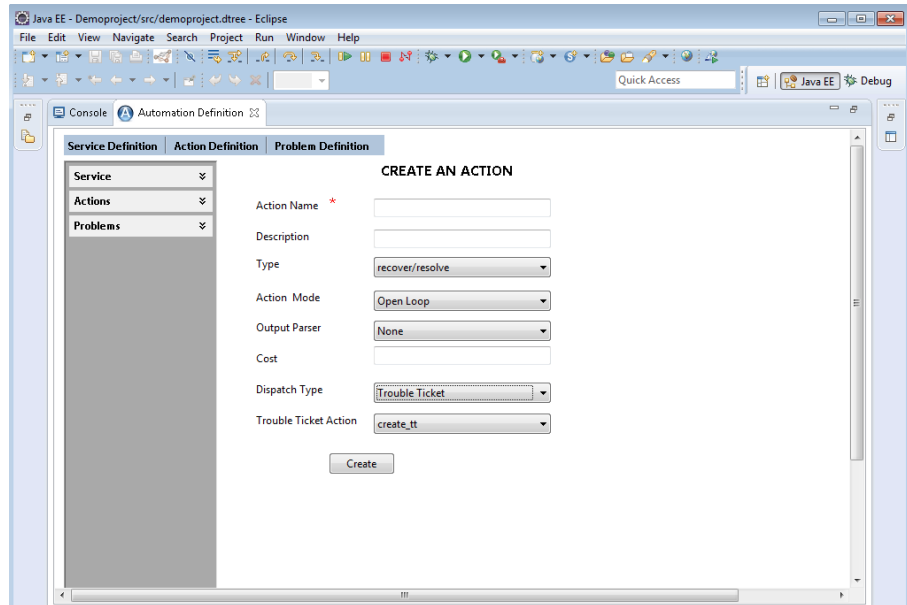 Java EE - Demoproject/src/demoproject.dtree - Eclipse
File Edit View Navigate Search Project Run Window Help
Quick Access
Java EE
Debug
Console
Automation Definition
Service Definition
Action Definition
Problem Definition
Service
Actions
Problems
CREATE AN ACTION
Action Name *
Description
Type
recover/resolve
Action Mode
Open Loop
Output Parser
None
Cost
Dispatch Type
Trouble Ticket
Trouble Ticket Action
create_tt
Create